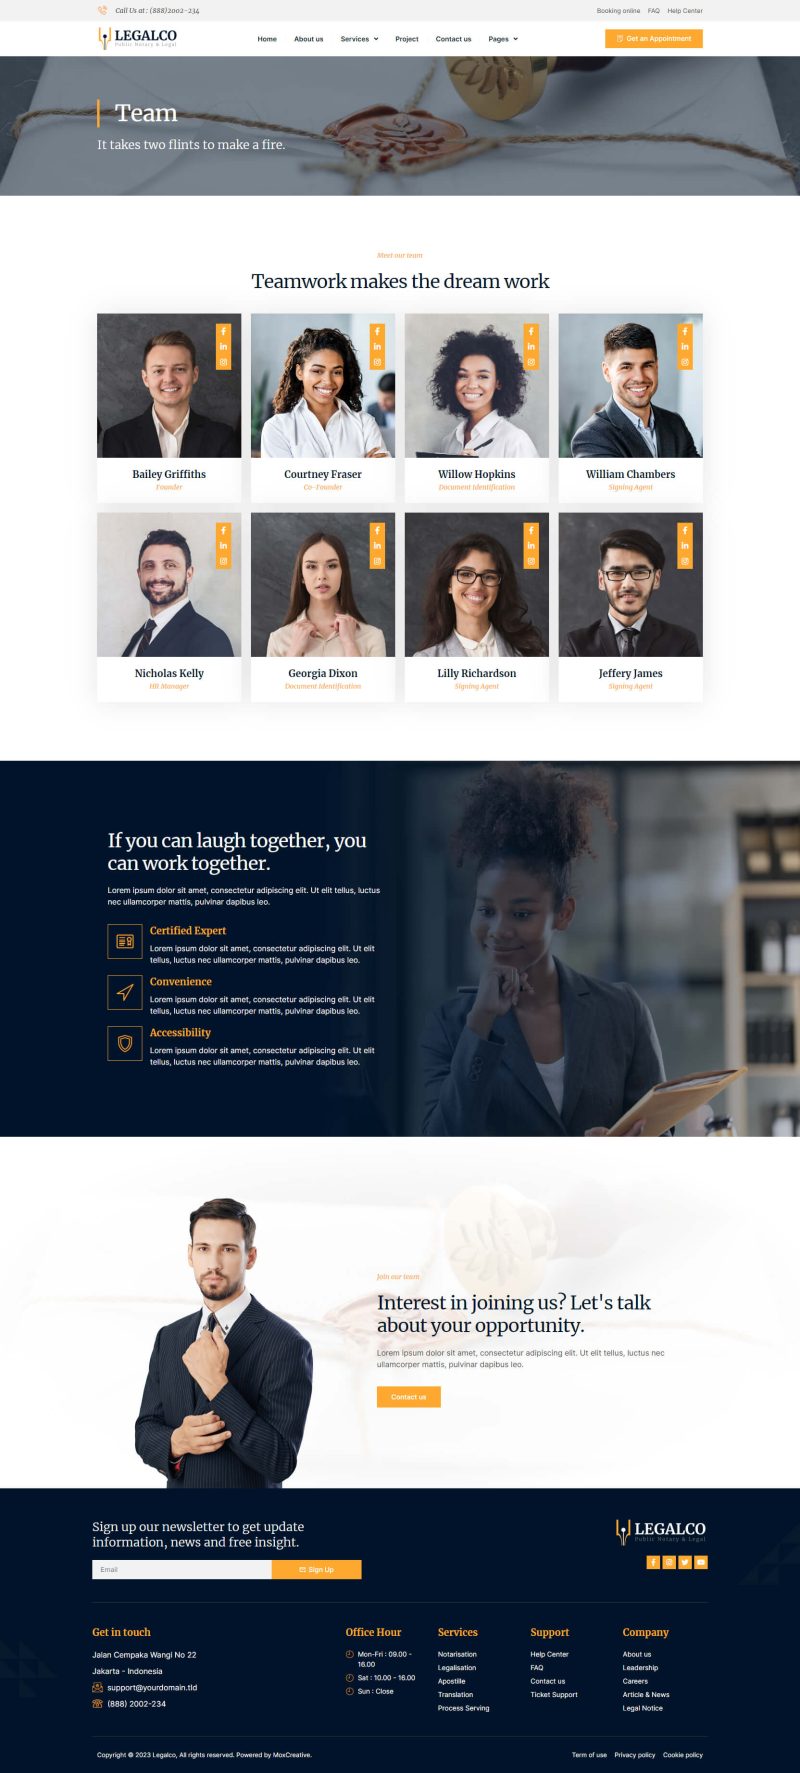 Call Us at : (888)2002-234
Booking online FAQ Help Center
LEGALCO
Public Notary & Legal
Home About us Services Project Contact us Pages
Get an Appointment
Team
It takes two flints to make a fire.
Meet our team
Teamwork makes the dream work
Bailey Griffiths
Founder
Courtney Fraser
Co-Founder
Willow Hopkins
Document Identification
William Chambers
Signing Agent
Nicholas Kelly
HR Manager
Georgia Dixon
Document Identification
Lilly Richardson
Signing Agent
Jeffery James
Signing Agent
If you can laugh together, you
can work together.
Lorem ipsum dolor sit amet, consectetur adipiscing elit. Ut elit tellus, luctus
nec ullamcorper mattis, pulvinar dapibus leo.
Certified Expert
Lorem ipsum dolor sit amet, consectetur adipiscing elit. Ut elit
tellus, luctus nec ullamcorper mattis, pulvinar dapibus leo.
Convenience
Lorem ipsum dolor sit amet, consectetur adipiscing elit. Ut elit
tellus, luctus nec ullamcorper mattis, pulvinar dapibus leo.
Accessibility
Lorem ipsum dolor sit amet, consectetur adipiscing elit. Ut elit
tellus, luctus nec ullamcorper mattis, pulvinar dapibus leo.
Join our team
Interest in joining us? Let's talk
about your opportunity.
Lorem ipsum dolor sit amet, consectetur adipiscing elit. Ut elit tellus, luctus nec
ullamcorper mattis, pulvinar dapibus leo.
Contact us
Sign up our newsletter to get update
information, news and free insight.
Email
Sign Up
LEGALCO
Public Notary & Legal
Get in touch
Jalan Cempaka Wangi No 22
Jakarta - Indonesia
support@yourdomain.tld
(888) 2002-234
Office Hour
Mon-Fri : 09.00 -
16.00
Sat : 10.00 - 16.00
Sun : Close
Services
Notarisation
Legalisation
Apostille
Translation
Process Serving
Support
Help Center
FAQ
Contact us
Ticket Support
Company
About us
Leadership
Careers
Article & News
Legal Notice
Copyright © 2023 Legalco, All rights reserved. Powered by MoxCreative.
Term of use Privacy policy Cookie policy